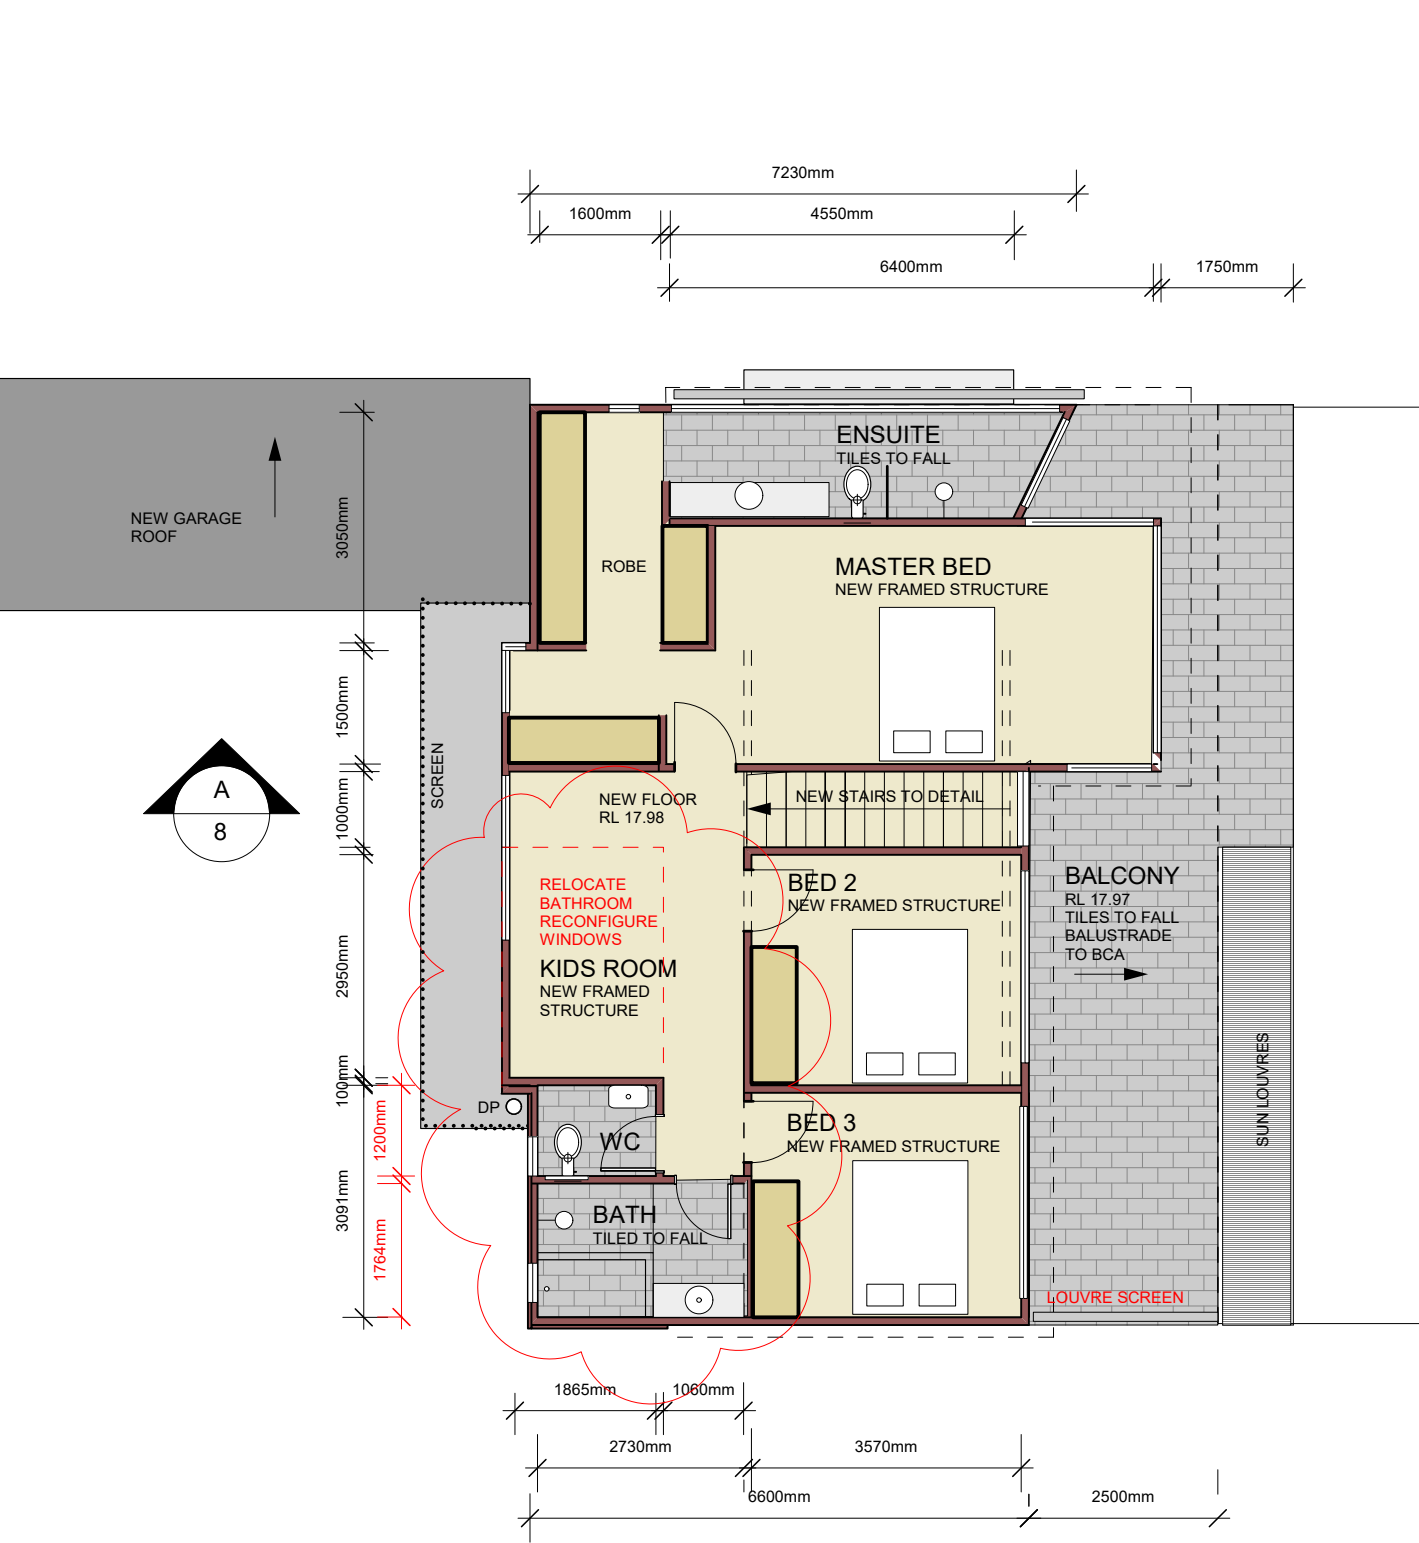 7230mm
1600mm
4550mm
6400mm
1750mm
ENSUITE
TILES TO FALL
NEW GARAGE
ROOF
3050mm
ROBE
MASTER BED
NEW FRAMED STRUCTURE
1500mm
SCREEN
A
8
1000mm
NEW FLOOR
RL 17.98
NEW STAIRS TO DETAIL
RELOCATE
BATHROOM
RECONFIGURE
WINDOWS
BED 2
NEW FRAMED STRUCTURE
BALCONY
RL 17.97
TILES TO FALL
BALUSTRADE
TO BCA
2950mm
KIDS ROOM
NEW FRAMED
STRUCTURE
100mm
DP
1200mm
WC
BED 3
NEW FRAMED STRUCTURE
SUN LOUVRES
3091mm
1764mm
BATH
TILED TO FALL
LOUVRE SCREEN
1865mm
1060mm
2730mm
3570mm
6600mm
2500mm